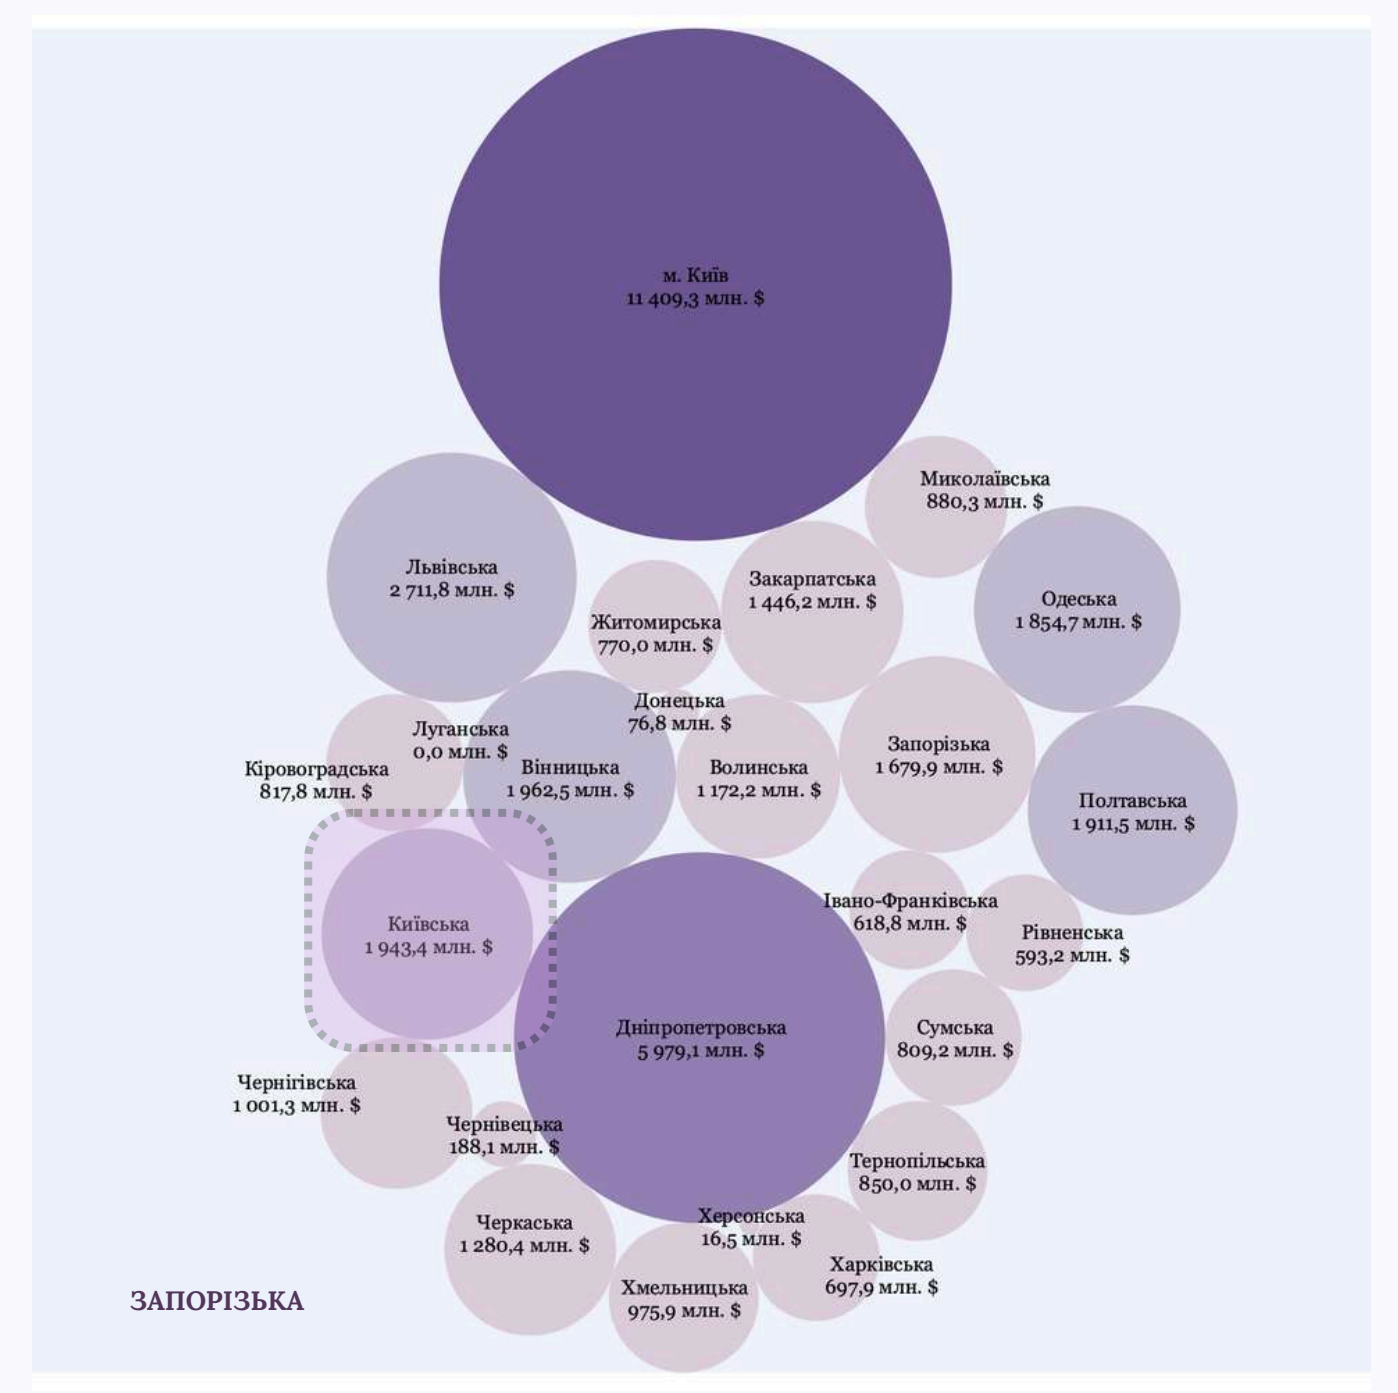 м. Київ
11 409,3 млн. $
Миколаївська
880,3 млн. $
Львівська
2 711,8 млн. $
Закарпатська
1 446,2 млн. $
Одеська
1 854,7 млн. $
Житомирська
770,0 млн. $
Донецька
76,8 млн. $
Луганська
0,0 млн. $
Кіровоградська
817,8 млн. $
Вінницька
1 962,5 млн. $
Волинська
1 172,2 млн. $
Запорізька
1 679,9 млн. $
Полтавська
1 911,5 млн. $
Київська
1 943,4 млн. $
Івано-Франківська
618,8 млн. $
Рівненська
593,2 млн. $
Дніпропетровська
5 979,1 млн. $
Сумська
809,2 млн. $
Чернігівська
1 001,3 млн. $
Чернівецька
188,1 млн. $
Тернопільська
850,0 млн. $
Черкаська
1 280,4 млн. $
Херсонська
16,5 млн. $
Харківська
697,9 млн. $
Хмельницька
975,9 млн. $
ЗАПОРІЗЬКА